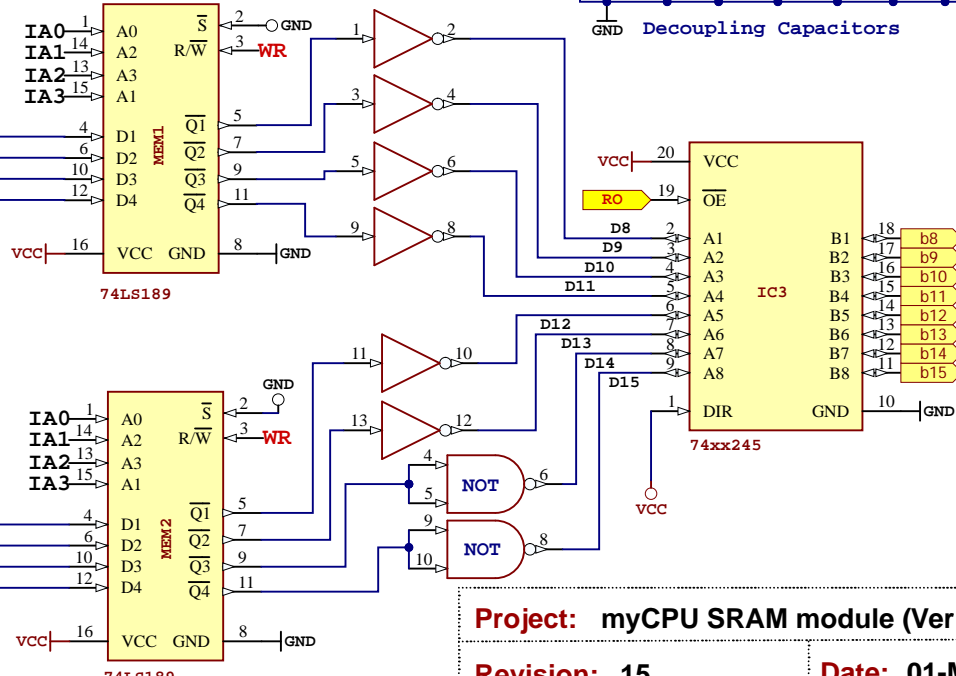 GND Decoupling Capacitors
IA0 1 A0 S 2 GND
IA1 14 A2 R/W 3 WR
IA2 13 A3
IA3 15 A1
4 D1 Q1 5
6 D2 Q2 7
10 D3 Q3 9
12 D4 Q4 11
MEM1
VCC 16 VCC GND 8 GND
74LS189
1 2
3 4
5 6
9 8
11 10
13 12
VCC 20 VCC
RO 19 OE
D8 2 A1 B1 18 b8
D9 3 A2 B2 17 b9
D10 4 A3 B3 16 b10
D11 5 A4 B4 15 b11
D12 6 A5 B5 14 b12
D13 7 A6 B6 13 b13
D14 8 A7 B7 12 b14
D15 9 A8 B8 11 b15
IC3
1 DIR GND 10 GND
74xx245
VCC
GND
IA0 1 A0 S 2
IA1 14 A2 R/W 3 WR
IA2 13 A3
IA3 15 A1
4 D1 Q1 5
6 D2 Q2 7
10 D3 Q3 9
12 D4 Q4 11
MEM2
VCC 16 VCC GND 8 GND
74LS189
4 5 NOT 6
9 10 NOT 8
Project: myCPU SRAM module (Ver
Revision: 15 Date: 01-M